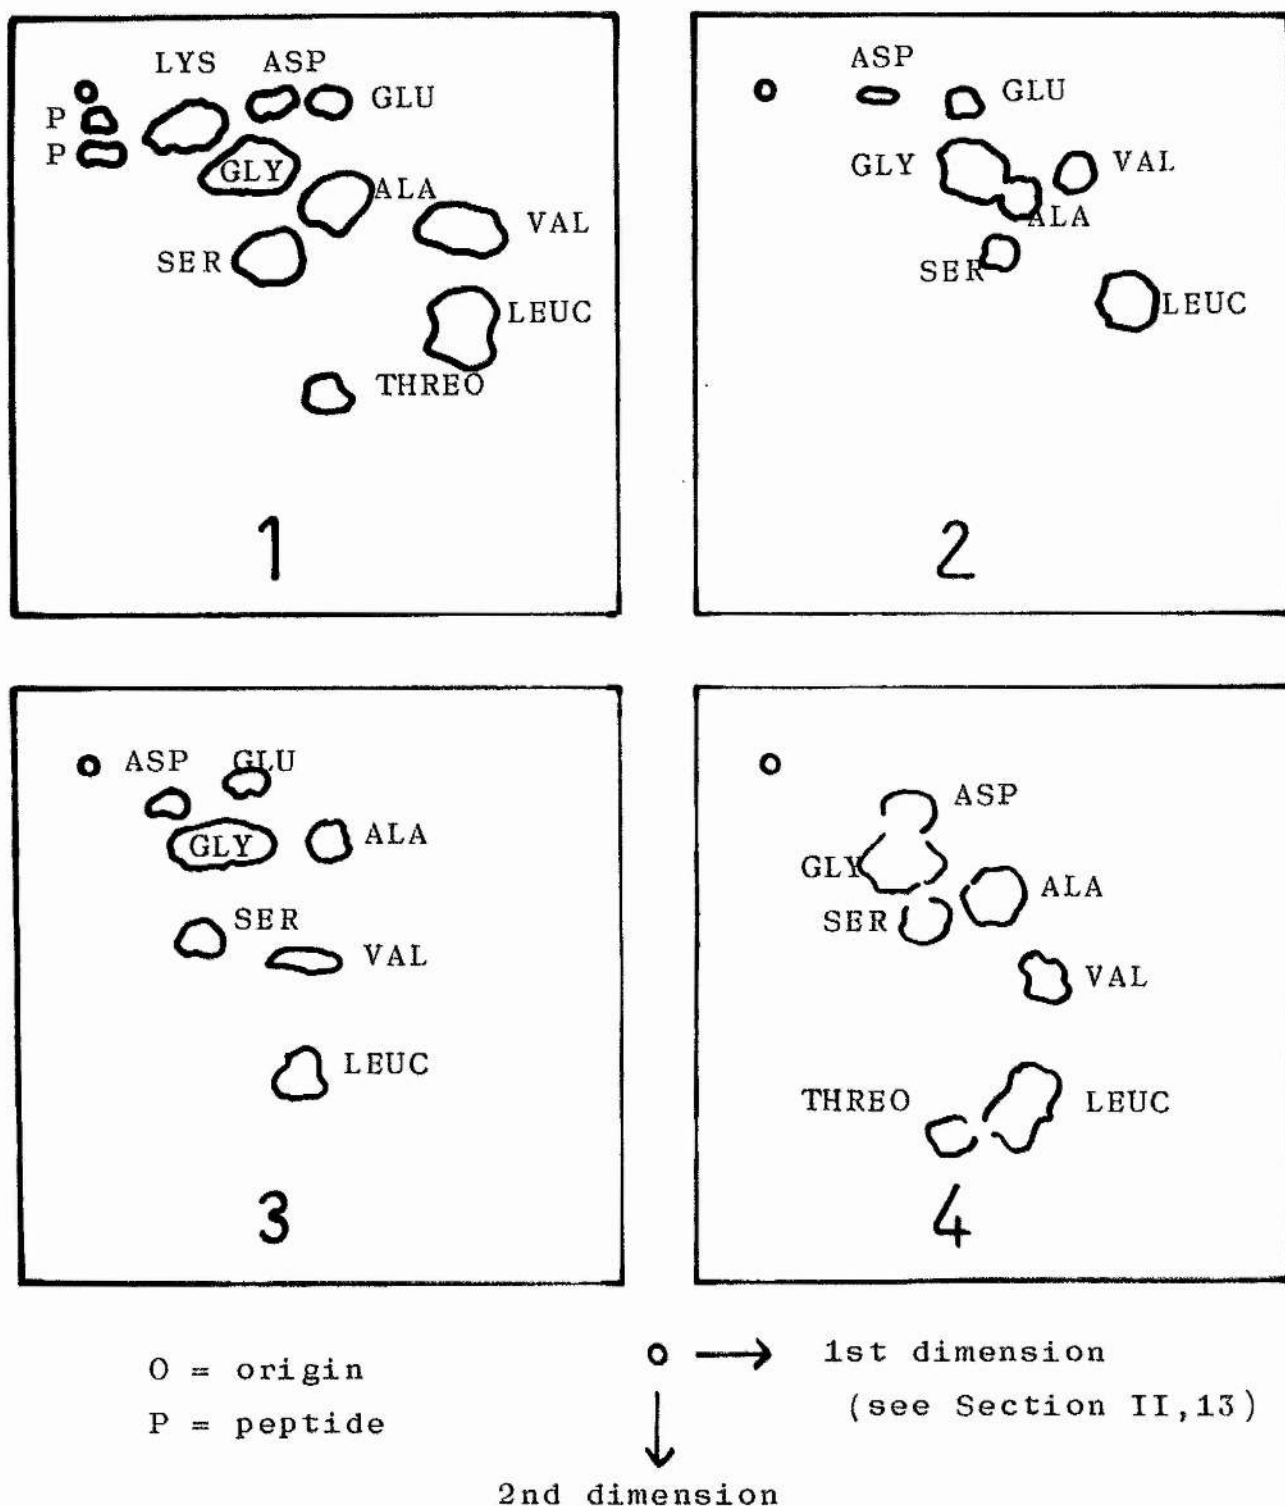 LYS ASP
GLU
P
P
GLY
ALA
VAL
SER
LEUC
THREO
1
ASP
GLU
GLY
VAL
ALA
SER
LEUC
2
ASP GLU
GLY
ALA
SER
VAL
LEUC
3
ASP
GLY
ALA
SER
VAL
THREO
LEUC
4
O = origin
P = peptide
O → 1st dimension
(see Section II,13)
2nd dimension